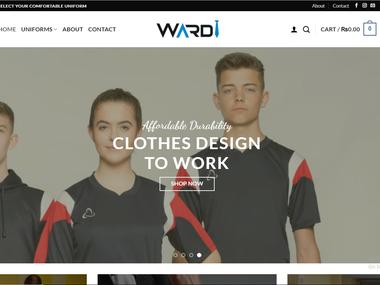 SELECT YOUR COMFORTABLE UNIFORM
About Contact
HOME UNIFORMS ABOUT CONTACT
WARDI
CART / ₨0.00 0
Affordable Durability
CLOTHES DESIGN
TO WORK
SHOP NOW